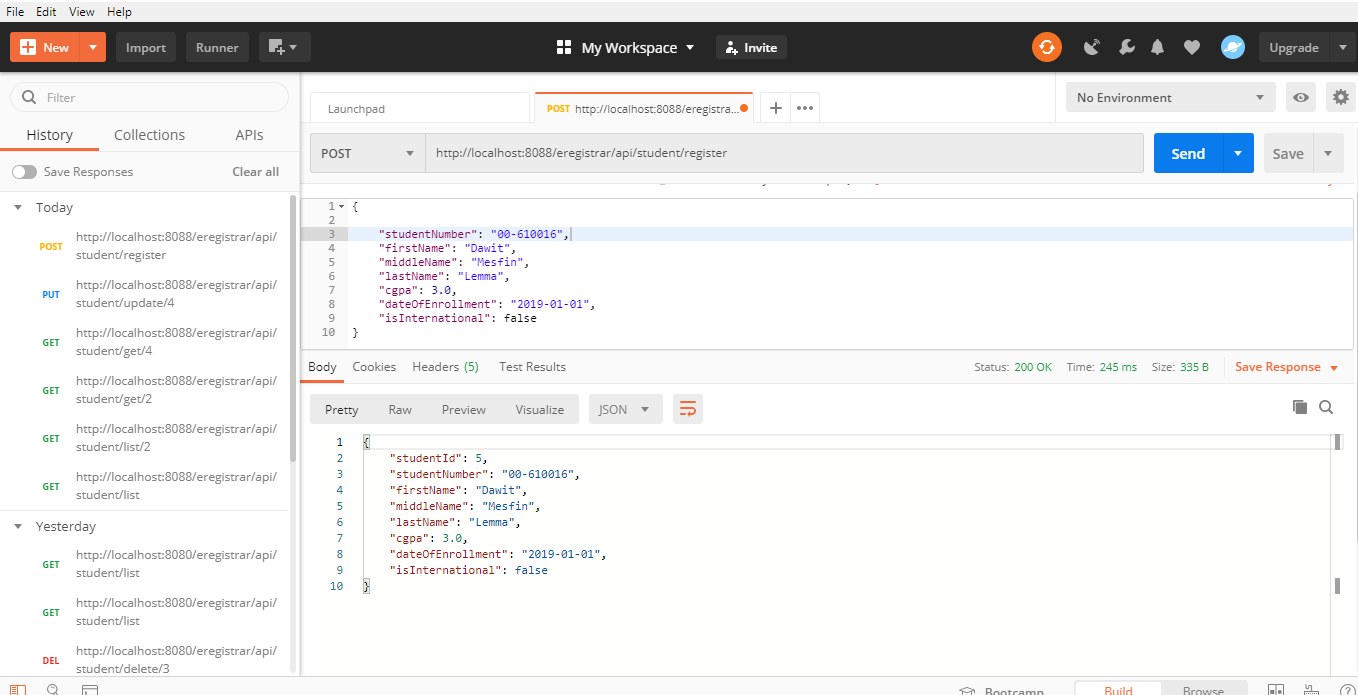 File Edit View Help
New Import Runner My Workspace Invite Upgrade
Filter
History Collections APIs
Save Responses Clear all
Today
POST http://localhost:8088/eregistrar/api/
student/register
PUT http://localhost:8088/eregistrar/api/
student/update/4
GET http://localhost:8088/eregistrar/api/
student/get/4
GET http://localhost:8088/eregistrar/api/
student/get/2
GET http://localhost:8088/eregistrar/api/
student/list/2
GET http://localhost:8088/eregistrar/api/
student/list
Yesterday
GET http://localhost:8080/eregistrar/api/
student/list
GET http://localhost:8080/eregistrar/api/
student/list
DEL http://localhost:8080/eregistrar/api/
student/delete/3
Launchpad POST http://localhost:8088/eregistra... No Environment
POST http://localhost:8088/eregistrar/api/student/register Send Save
1 {
2
3 "studentNumber": "00-610016",
4 "firstName": "Dawit",
5 "middleName": "Mesfin",
6 "lastName": "Lemma",
7 "cgpa": 3.0,
8 "dateOfEnrollment": "2019-01-01",
9 "isInternational": false
10 }
Body Cookies Headers (5) Test Results Status: 200 OK Time: 245 ms Size: 335 B Save Response
Pretty Raw Preview Visualize JSON
1 {
2 "studentId": 5,
3 "studentNumber": "00-610016",
4 "firstName": "Dawit",
5 "middleName": "Mesfin",
6 "lastName": "Lemma",
7 "cgpa": 3.0,
8 "dateOfEnrollment": "2019-01-01",
9 "isInternational": false
10 }
Bootcamp Build Browse